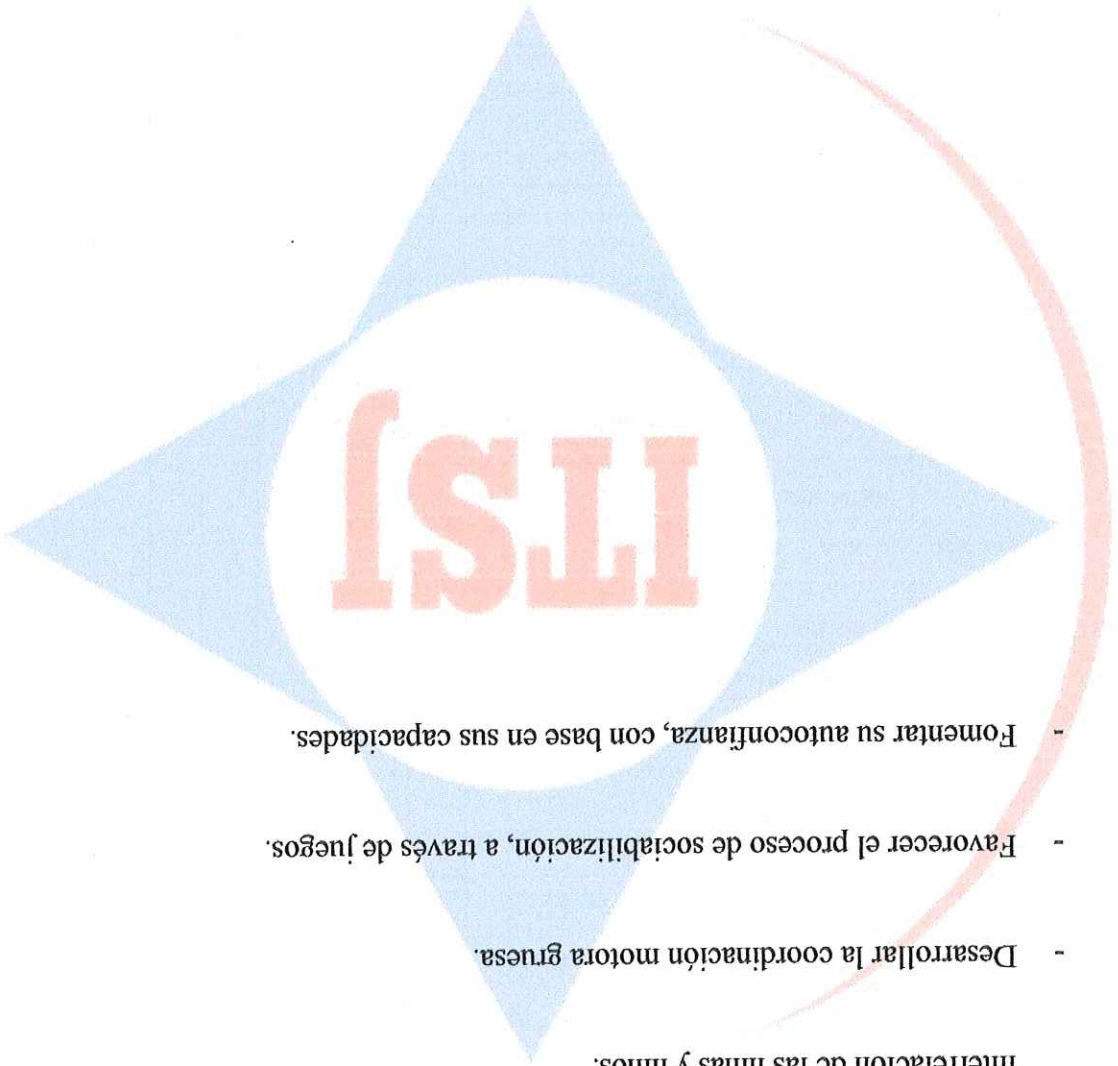 interrelación de las niñas y niños.
- Desarrollar la coordinación motora gruesa.
- Favorecer el proceso de sociabilización, a través de juegos.
- Fomentar su autoconfianza, con base en sus capacidades.
ITSJ